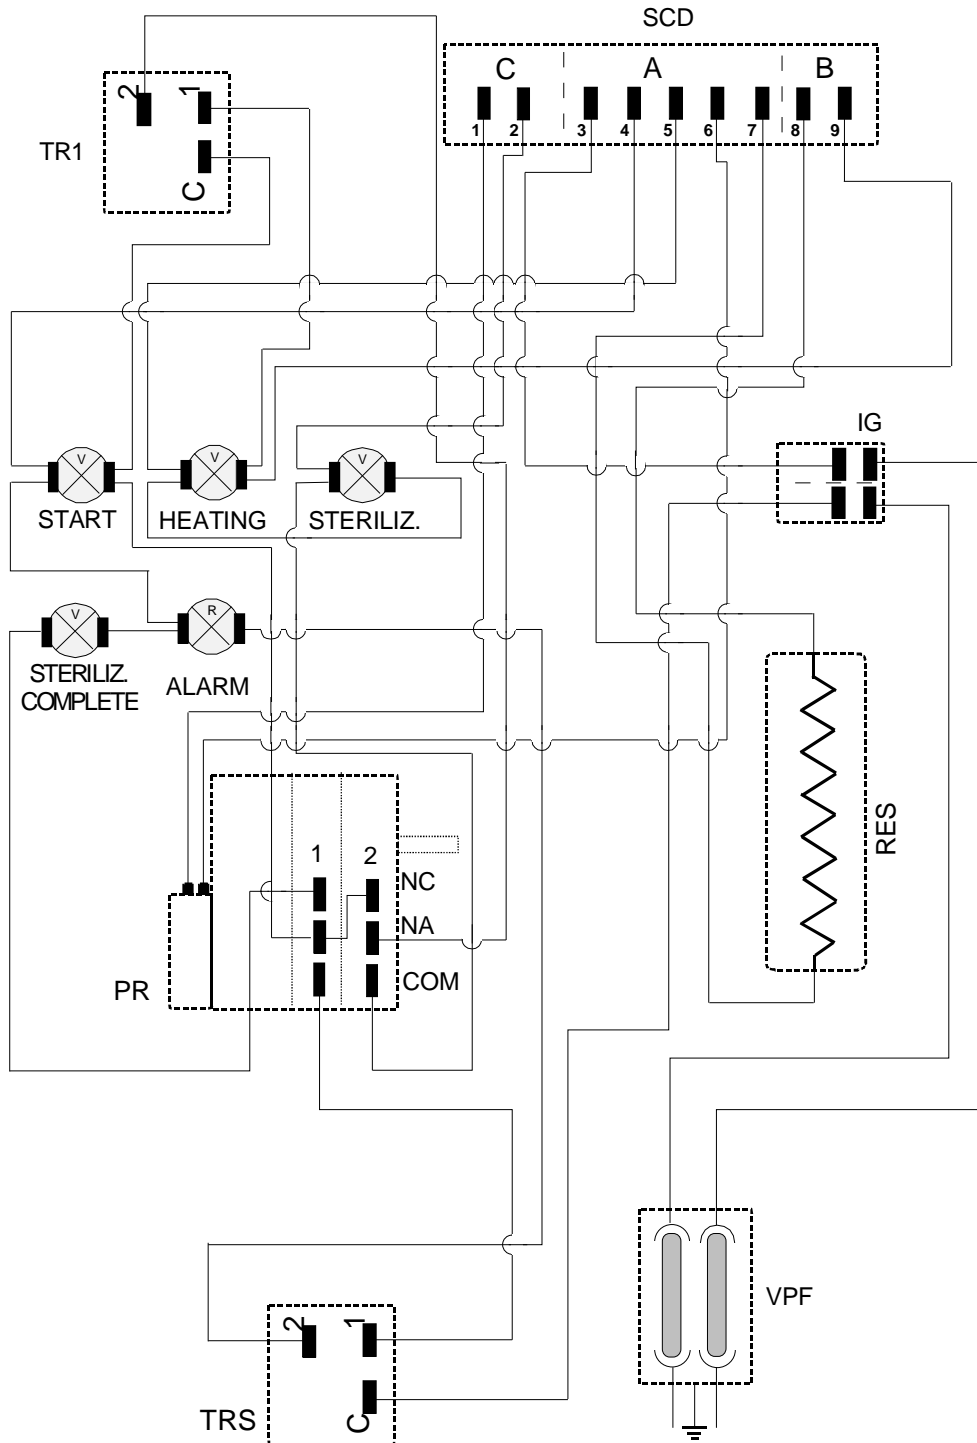 SCD
C A B
1 2 3 4 5 6 7 8 9
2 1
TR1
C
IG
V V V
START HEATING STERILIZ.
V R
STERILIZ.
COMPLETE
ALARM
RES
1 2
NC
NA
COM
PR
VPF
2 1
TRS C